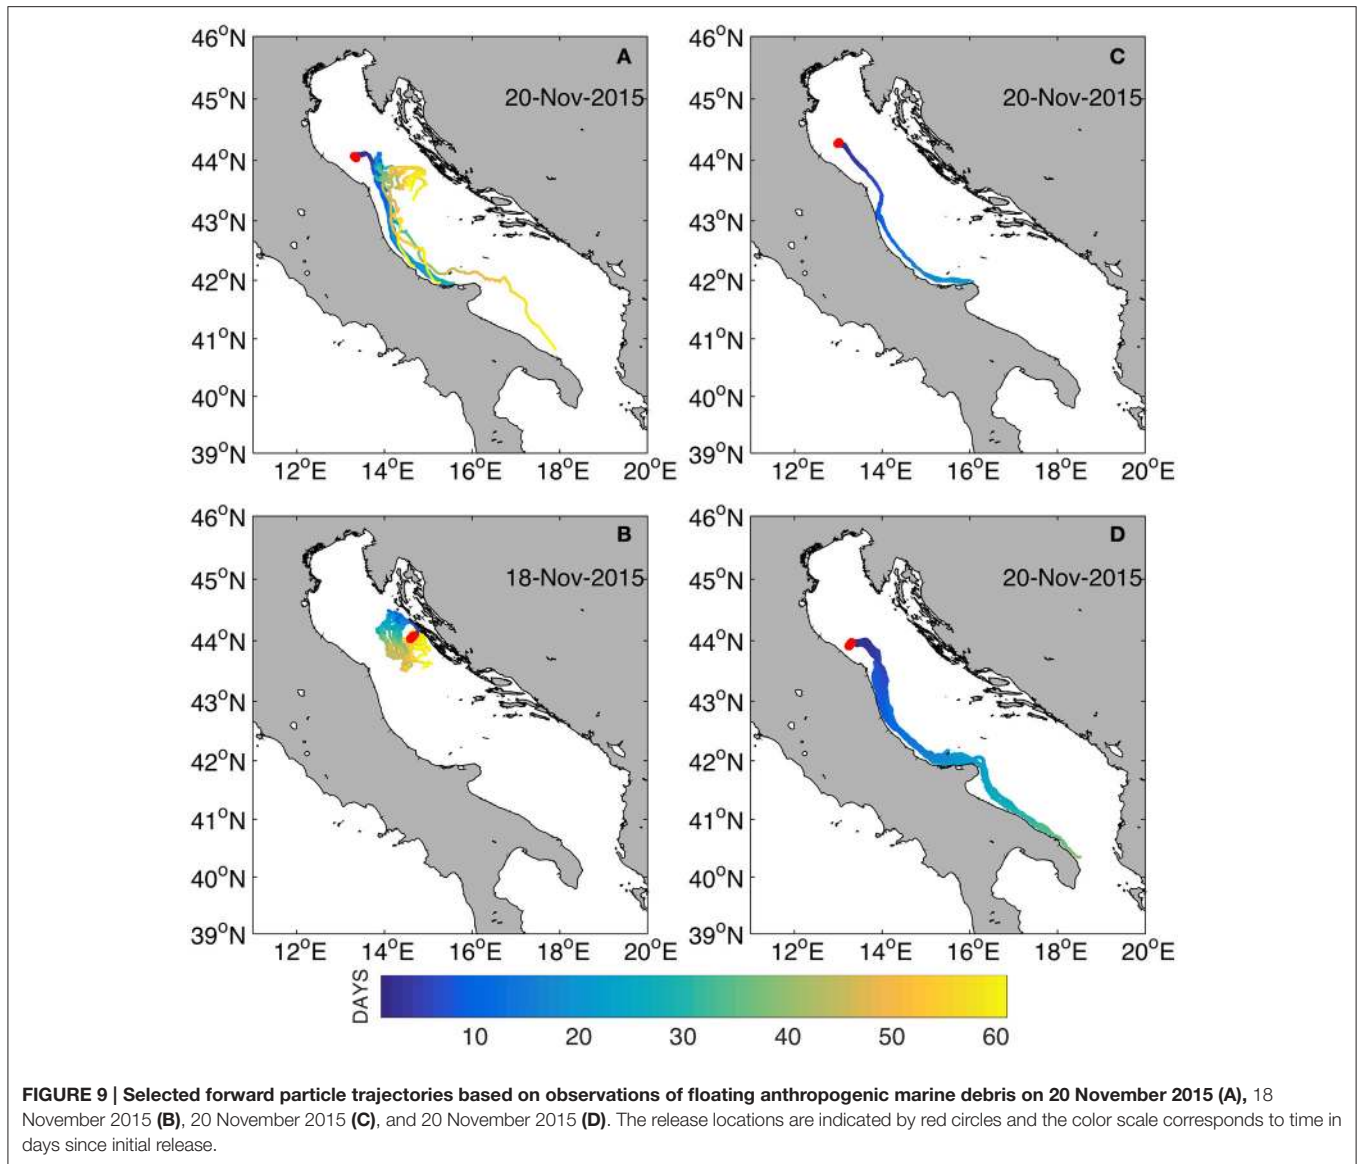 46°N
45°N
44°N
43°N
42°N
41°N
40°N
39°N
12°E 14°E 16°E 18°E 20°E
A
20-Nov-2015
46°N
45°N
44°N
43°N
42°N
41°N
40°N
39°N
12°E 14°E 16°E 18°E 20°E
C
20-Nov-2015
46°N
45°N
44°N
43°N
42°N
41°N
40°N
39°N
12°E 14°E 16°E 18°E 20°E
B
18-Nov-2015
46°N
45°N
44°N
43°N
42°N
41°N
40°N
39°N
12°E 14°E 16°E 18°E 20°E
D
20-Nov-2015
DAYS
10 20 30 40 50 60
FIGURE 9 | Selected forward particle trajectories based on observations of floating anthropogenic marine debris on 20 November 2015 (A), 18
November 2015 (B), 20 November 2015 (C), and 20 November 2015 (D). The release locations are indicated by red circles and the color scale corresponds to time in
days since initial release.